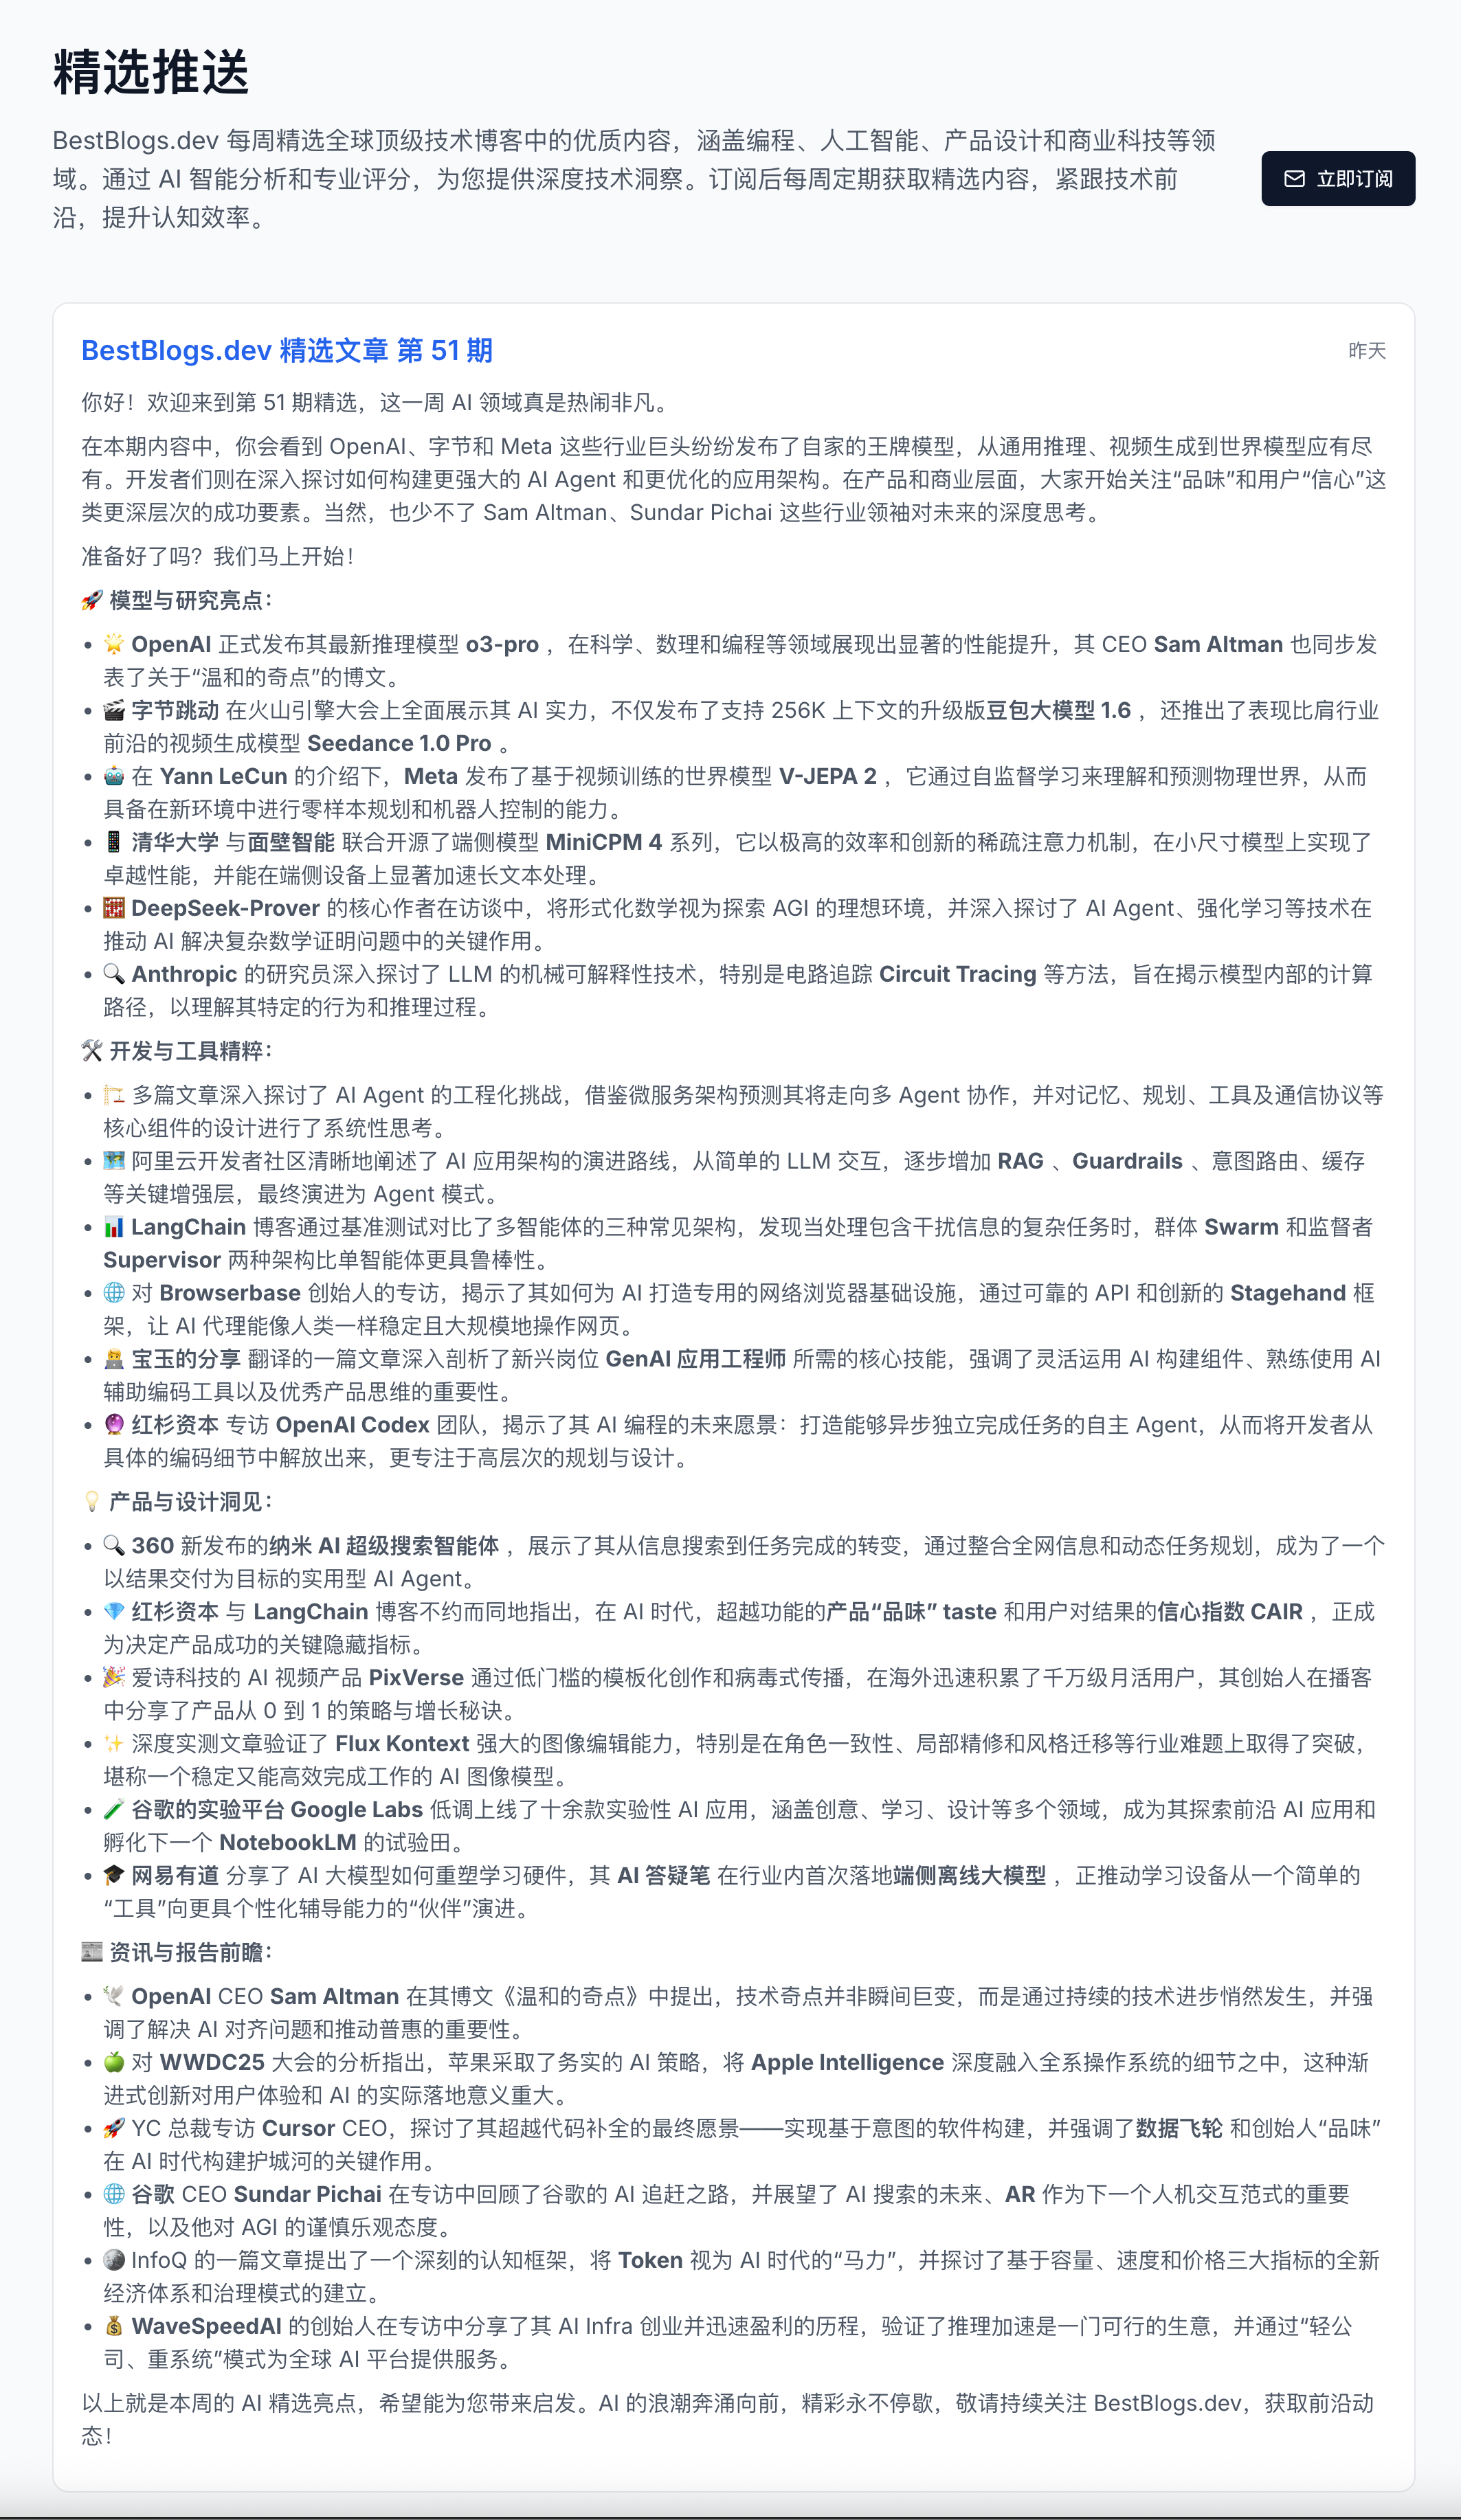 精选推送
BestBlogs.dev 每周精选全球顶级技术博客中的优质内容，涵盖编程、人工智能、产品设计和商业科技等领
域。通过 AI 智能分析和专业评分，为您提供深度技术洞察。订阅后每周定期获取精选内容，紧跟技术前
沿，提升认知效率。
立即订阅
BestBlogs.dev 精选文章 第 51 期
昨天
你好！欢迎来到第 51 期精选，这一周 AI 领域真是热闹非凡。
在本期内容中，你会看到 OpenAI、字节和 Meta 这些行业巨头纷纷发布了自家的王牌模型，从通用推理、视频生成到世界模型应有尽
有。开发者们则在深入探讨如何构建更强大的 AI Agent 和更优化的应用架构。在产品和商业层面，大家开始关注“品味”和用户“信心”这
类更深层次的成功要素。当然，也少不了 Sam Altman、Sundar Pichai 这些行业领袖对未来的深度思考。
准备好了吗？我们马上开始！
🚀 模型与研究亮点：
• 🌟 OpenAI 正式发布其最新推理模型 o3-pro ，在科学、数理和编程等领域展现出显著的性能提升，其 CEO Sam Altman 也同步发
表了关于“温和的奇点”的博文。
• 🎬 字节跳动 在火山引擎大会上全面展示其 AI 实力，不仅发布了支持 256K 上下文的升级版豆包大模型 1.6 ，还推出了表现比肩行业
前沿的视频生成模型 Seedance 1.0 Pro 。
• 🤖 在 Yann LeCun 的介绍下，Meta 发布了基于视频训练的世界模型 V-JEPA 2 ，它通过自监督学习来理解和预测物理世界，从而
具备在新环境中进行零样本规划和机器人控制的能力。
• 📱 清华大学 与面壁智能 联合开源了端侧模型 MiniCPM 4 系列，它以极高的效率和创新的稀疏注意力机制，在小尺寸模型上实现了
卓越性能，并能在端侧设备上显著加速长文本处理。
• 🧮 DeepSeek-Prover 的核心作者在访谈中，将形式化数学视为探索 AGI 的理想环境，并深入探讨了 AI Agent、强化学习等技术在
推动 AI 解决复杂数学证明问题中的关键作用。
• 🔍 Anthropic 的研究员深入探讨了 LLM 的机械可解释性技术，特别是电路追踪 Circuit Tracing 等方法，旨在揭示模型内部的计算
路径，以理解其特定的行为和推理过程。
🛠️ 开发与工具精粹：
• 🏗️ 多篇文章深入探讨了 AI Agent 的工程化挑战，借鉴微服务架构预测其将走向多 Agent 协作，并对记忆、规划、工具及通信协议等
核心组件的设计进行了系统性思考。
• 🗺️ 阿里云开发者社区清晰地阐述了 AI 应用架构的演进路线，从简单的 LLM 交互，逐步增加 RAG 、Guardrails 、意图路由、缓存
等关键增强层，最终演进为 Agent 模式。
• 📊 LangChain 博客通过基准测试对比了多智能体的三种常见架构，发现当处理包含干扰信息的复杂任务时，群体 Swarm 和监督者
Supervisor 两种架构比单智能体更具鲁棒性。
• 🌐 对 Browserbase 创始人的专访，揭示了其如何为 AI 打造专用的网络浏览器基础设施，通过可靠的 API 和创新的 Stagehand 框
架，让 AI 代理能像人类一样稳定且大规模地操作网页。
• 🧑‍💻 宝玉的分享 翻译的一篇文章深入剖析了新兴岗位 GenAI 应用工程师 所需的核心技能，强调了灵活运用 AI 构建组件、熟练使用 AI
辅助编码工具以及优秀产品思维的重要性。
• 🔮 红杉资本 专访 OpenAI Codex 团队，揭示了其 AI 编程的未来愿景：打造能够异步独立完成任务的自主 Agent，从而将开发者从
具体的编码细节中解放出来，更专注于高层次的规划与设计。
💡 产品与设计洞见：
• 🔍 360 新发布的纳米 AI 超级搜索智能体 ，展示了其从信息搜索到任务完成的转变，通过整合全网信息和动态任务规划，成为了一个
以结果交付为目标的实用型 AI Agent。
• 💎 红杉资本 与 LangChain 博客不约而同地指出，在 AI 时代，超越功能的产品“品味” taste 和用户对结果的信心指数 CAIR ，正成
为决定产品成功的关键隐藏指标。
• 🎉 爱诗科技的 AI 视频产品 PixVerse 通过低门槛的模板化创作和病毒式传播，在海外迅速积累了千万级月活用户，其创始人在播客
中分享了产品从 0 到 1 的策略与增长秘诀。
• ✨ 深度实测文章验证了 Flux Kontext 强大的图像编辑能力，特别是在角色一致性、局部精修和风格迁移等行业难题上取得了突破，
堪称一个稳定又能高效完成工作的 AI 图像模型。
• 🧪 谷歌的实验平台 Google Labs 低调上线了十余款实验性 AI 应用，涵盖创意、学习、设计等多个领域，成为其探索前沿 AI 应用和
孵化下一个 NotebookLM 的试验田。
• 🎓 网易有道 分享了 AI 大模型如何重塑学习硬件，其 AI 答疑笔 在行业内首次落地端侧离线大模型 ，正推动学习设备从一个简单的
“工具”向更具个性化辅导能力的“伙伴”演进。
📰 资讯与报告前瞻：
• 🕊️ OpenAI CEO Sam Altman 在其博文《温和的奇点》中提出，技术奇点并非瞬间巨变，而是通过持续的技术进步悄然发生，并强
调了解决 AI 对齐问题和推动普惠的重要性。
• 🍏 对 WWDC25 大会的分析指出，苹果采取了务实的 AI 策略，将 Apple Intelligence 深度融入全系操作系统的细节之中，这种渐
进式创新对用户体验和 AI 的实际落地意义重大。
• 🚀 YC 总裁专访 Cursor CEO，探讨了其超越代码补全的最终愿景——实现基于意图的软件构建，并强调了数据飞轮 和创始人“品味”
在 AI 时代构建护城河的关键作用。
• 🌐 谷歌 CEO Sundar Pichai 在专访中回顾了谷歌的 AI 追赶之路，并展望了 AI 搜索的未来、AR 作为下一个人机交互范式的重要
性，以及他对 AGI 的谨慎乐观态度。
• 🪙 InfoQ 的一篇文章提出了一个深刻的认知框架，将 Token 视为 AI 时代的“马力”，并探讨了基于容量、速度和价格三大指标的全新
经济体系和治理模式的建立。
• 💰 WaveSpeedAI 的创始人在专访中分享了其 AI Infra 创业并迅速盈利的历程，验证了推理加速是一门可行的生意，并通过“轻公
司、重系统”模式为全球 AI 平台提供服务。
以上就是本周的 AI 精选亮点，希望能为您带来启发。AI 的浪潮奔涌向前，精彩永不停歇，敬请持续关注 BestBlogs.dev，获取前沿动
态！